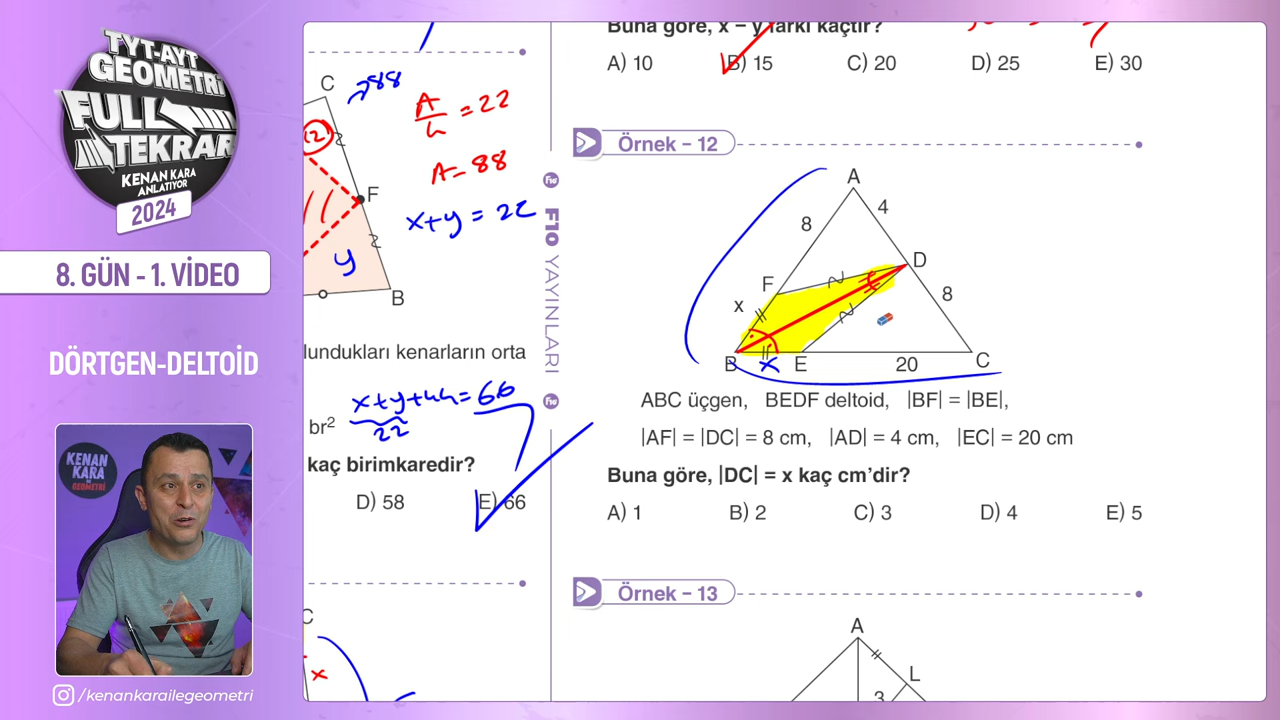 TYT-AYT
GEOMETRİ
FULL
TEKRAR
KENAN KARA
ANLATIYOR
2024
8. GÜN - 1. VİDEO
DÖRTGEN-DELTOİD
KENAN
KARA
GEOMETRİ
/kenankarailegeometri
C
88
A/4 = 22
A = 88
x+y = 22
F
y
B
lundukları kenarların orta
x+y+44=66
22
br²
kaç birimkaredir?
D) 58
E) 66
C
x
F10 YAYINLARI
Buna göre, x – y farkı kaçtır?
A) 10
B) 15
C) 20
D) 25
E) 30
Örnek – 12
A
8
4
F
D
x
8
B
x
E
20
C
ABC üçgen, BEDF deltoid, |BF| = |BE|,
|AF| = |DC| = 8 cm, |AD| = 4 cm, |EC| = 20 cm
Buna göre, |DC| = x kaç cm’dir?
A) 1
B) 2
C) 3
D) 4
E) 5
Örnek – 13
A
L
3